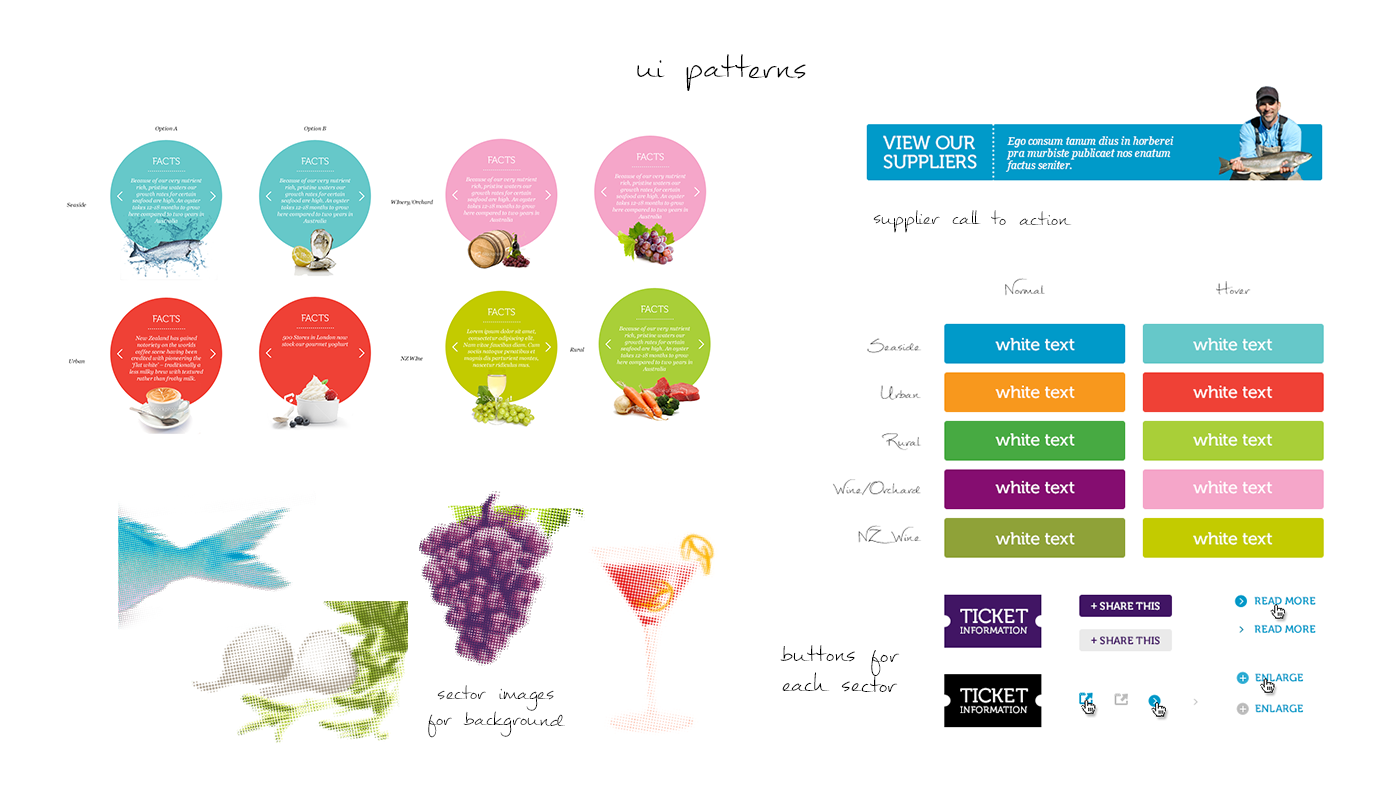 ui patterns
Option A
Option B
Seaside
FACTS
Because of our very nutrient
rich, pristine waters our
growth rates for certain
seafood are high. An oyster
takes 12-18 months to grow
here compared to two years in
Australia
FACTS
Because of our very nutrient
rich, pristine waters our
growth rates for certain
seafood are high. An oyster
takes 12-18 months to grow
here compared to two years in
Australia
Winery/Orchard
FACTS
Because of our very nutrient
rich, pristine waters our
growth rates for certain
seafood are high. An oyster
takes 12-18 months to grow
here compared to two years in
Australia
FACTS
Because of our very nutrient
rich, pristine waters our
growth rates for certain
seafood are high. An oyster
takes 12-18 months to grow
here compared to two years in
Australia
Urban
FACTS
New Zealand has gained
notoriety on the worlds
coffee scene having been
credited with pioneering the
'flat white' – traditionally a
less milky brew with textured
rather than frothy milk.
FACTS
900 Stores in London now
stock our gourmet yoghurt
NZ Wine
FACTS
Lorem ipsum dolor sit amet,
consectetur adipiscing elit.
Nam vitae faucibus diam. Cum
sociis natoque penatibus et
magnis dis parturient montes,
nascetur ridiculus mus.
Rural
FACTS
Because of our very nutrient
rich, pristine waters our
growth rates for certain
seafood are high. An oyster
takes 12-18 months to grow
here compared to two years in
Australia
sector images
for background
VIEW OUR
SUPPLIERS
Ego consum tanum dius in horberei
pra murbiste publicaet nos enatum
factus seniter.
supplier call to action
Normal
Hover
Seaside
white text
white text
Urban
white text
white text
Rural
white text
white text
Wine/Orchard
white text
white text
NZ Wine
white text
white text
buttons for
each sector
TICKET
INFORMATION
+ SHARE THIS
READ MORE
+ SHARE THIS
READ MORE
TICKET
INFORMATION
ENLARGE
ENLARGE